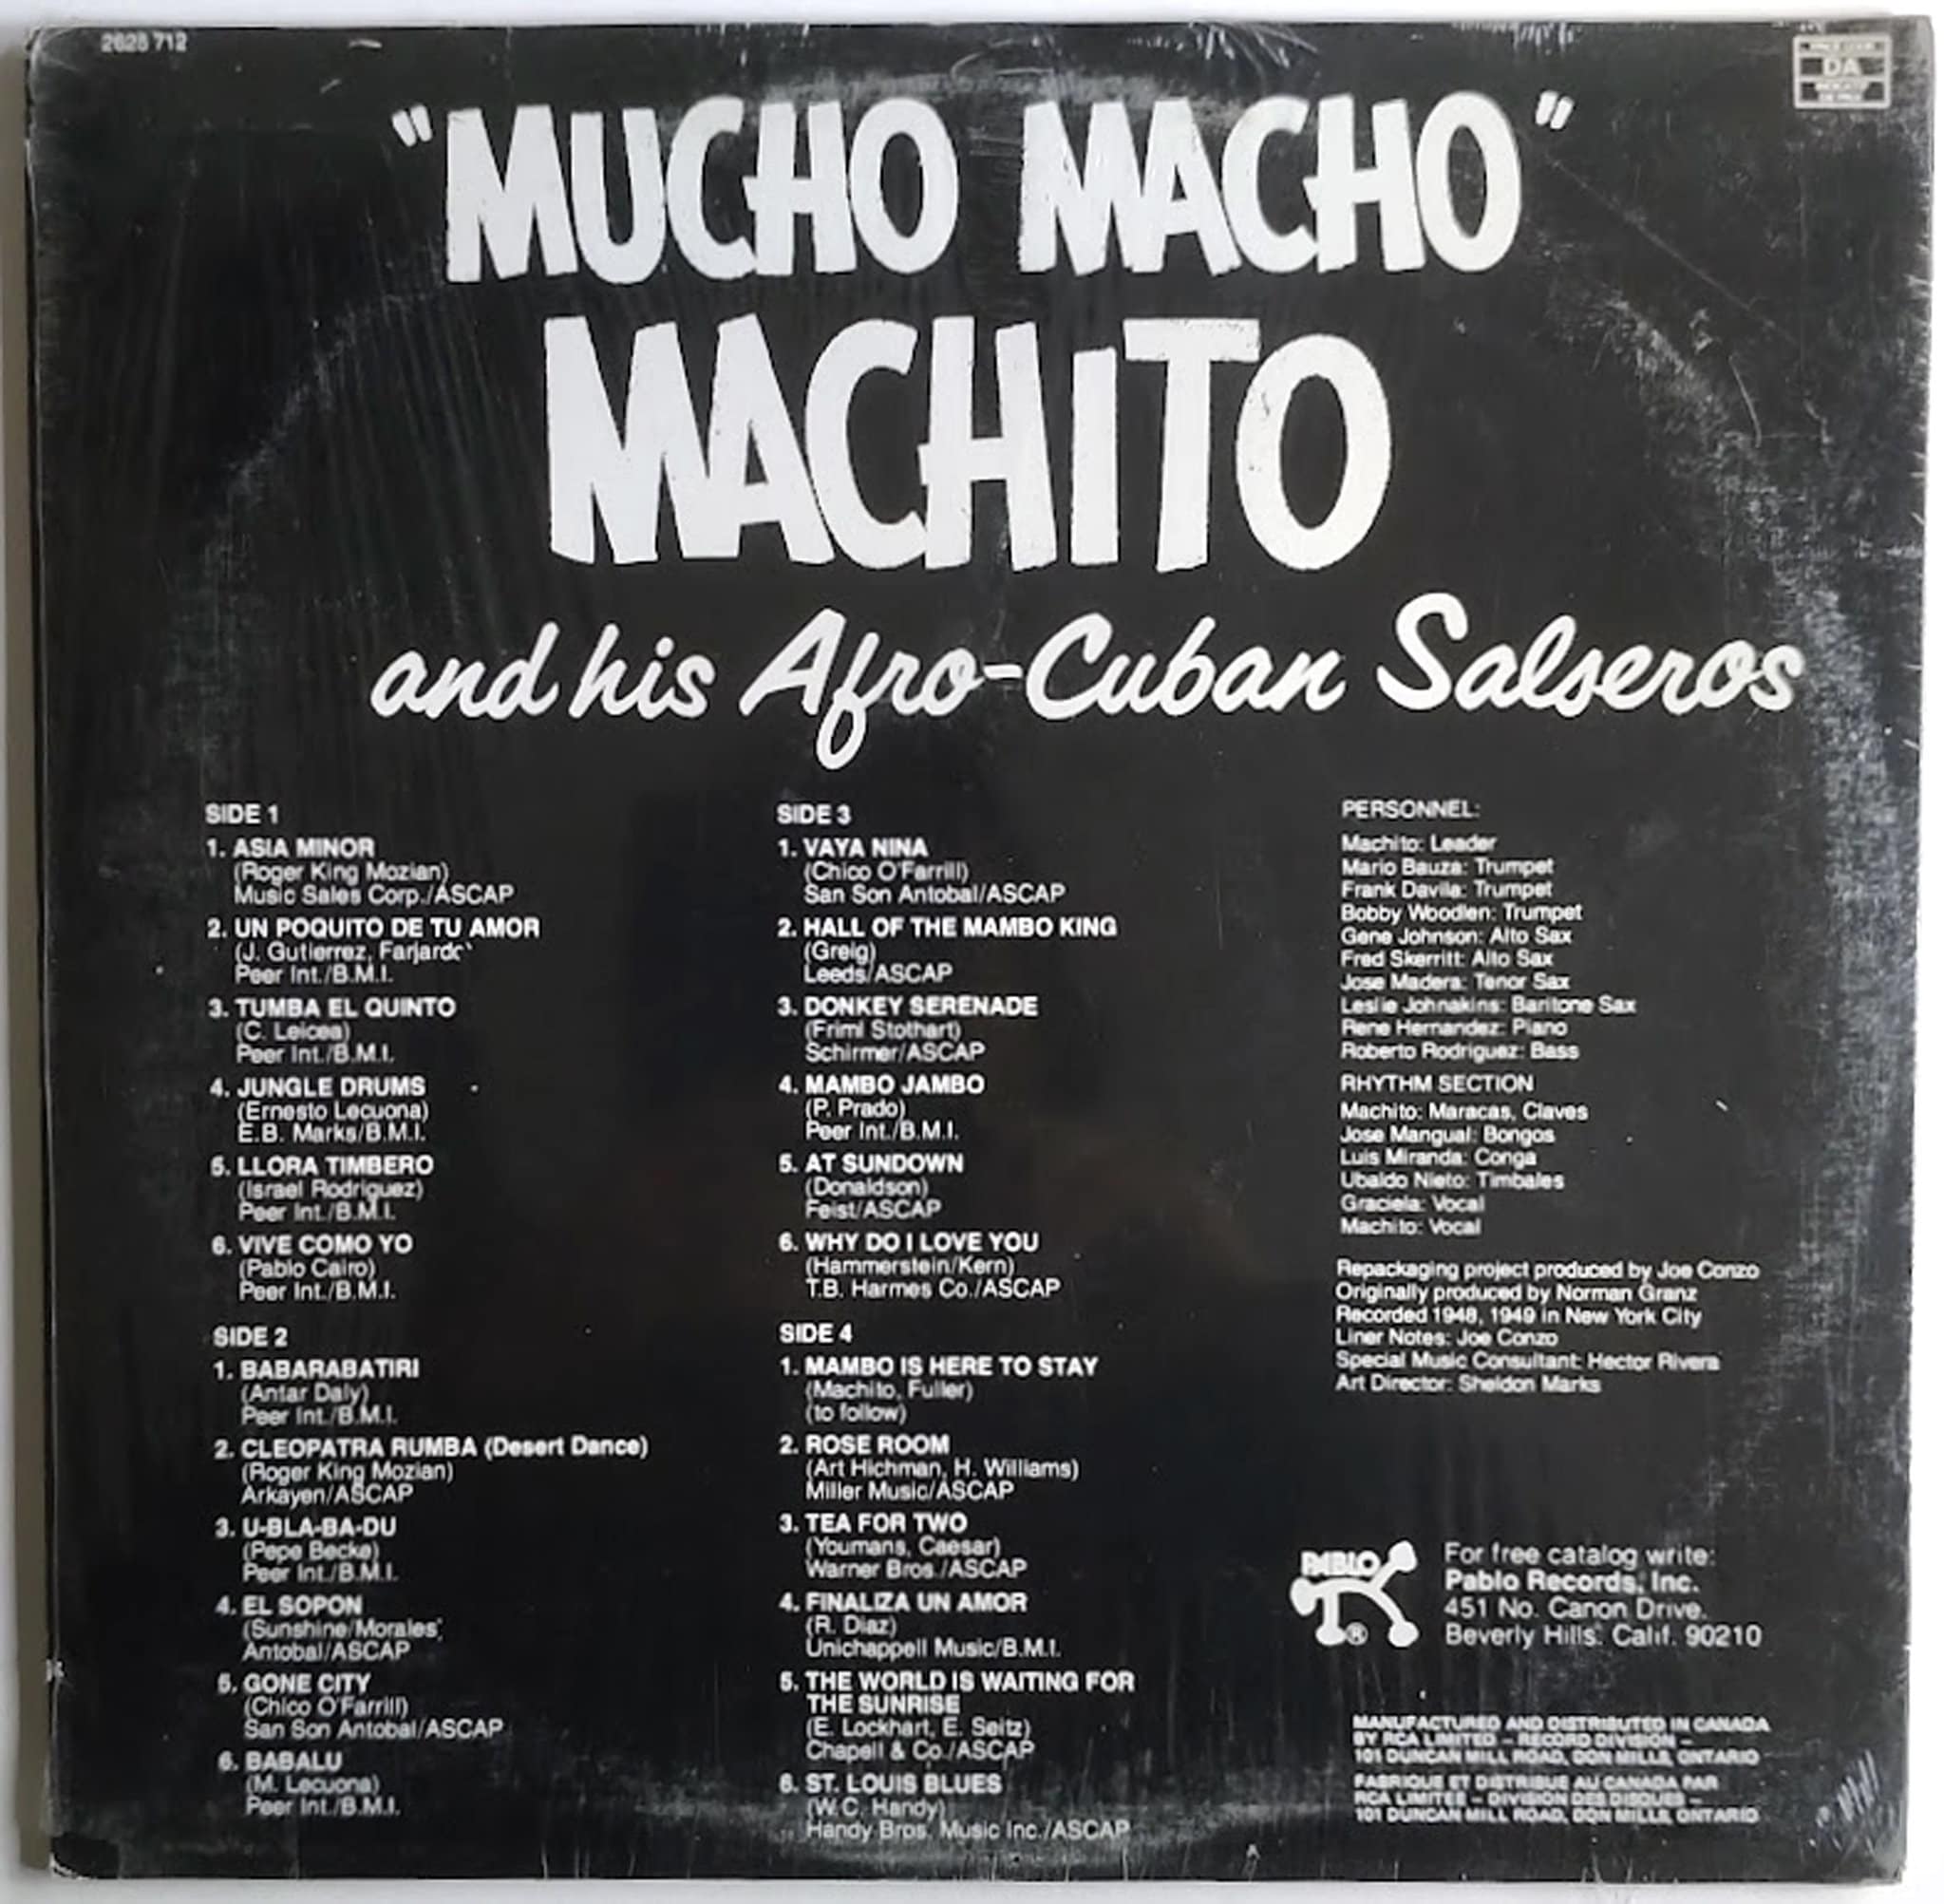 2625 712
DA
"MUCHO MACHO"
MACHITO
and his Afro-Cuban Salseros
SIDE 1
1. ASIA MINOR
(Roger King Mozian)
Music Sales Corp./ASCAP
2. UN POQUITO DE TU AMOR
(J. Gutierrez, Farjardo
Peer Int./B.M.I.
3. TUMBA EL QUINTO
(C. Leicea)
Peer Int./B.M.I.
4. JUNGLE DRUMS
(Ernesto Lecuona)
E.B. Marks/B.M.I.
5. LLORA TIMBERO
(Israel Rodriguez)
Peer Int./B.M.I.
6. VIVE COMO YO
(Pablo Cairo)
Peer Int./B.M.I.
SIDE 2
1. BABARABATIRI
(Antar Daly)
Peer Int./B.M.I.
2. CLEOPATRA RUMBA (Desert Dance)
(Roger King Mozian)
Arkayen/ASCAP
3. U-BLA-BA-DU
(Pepe Becke)
Peer Int./B.M.I.
4. EL SOPON
(Sunshine/Morales)
Antobal/ASCAP
5. GONE CITY
(Chico O'Farrill)
San Son Antobal/ASCAP
6. BABALU
(M. Lecuona)
Peer Int./B.M.I.
SIDE 3
1. VAYA NINA
(Chico O'Farrill)
San Son Antobal/ASCAP
2. HALL OF THE MAMBO KING
(Greig)
Leeds/ASCAP
3. DONKEY SERENADE
(Friml Stothart)
Schirmer/ASCAP
4. MAMBO JAMBO
(P. Prado)
Peer Int./B.M.I.
5. AT SUNDOWN
(Donaldson)
Feist/ASCAP
6. WHY DO I LOVE YOU
(Hammerstein/Kern)
T.B. Harmes Co./ASCAP
SIDE 4
1. MAMBO IS HERE TO STAY
(Machito, Fuller)
(to follow)
2. ROSE ROOM
(Art Hichman, H. Williams)
Miller Music/ASCAP
3. TEA FOR TWO
(Youmans, Caesar)
Warner Bros./ASCAP
4. FINALIZA UN AMOR
(R. Diaz)
Unichappell Music/B.M.I.
5. THE WORLD IS WAITING FOR
THE SUNRISE
(E. Lockhart, E. Seitz)
Chapell & Co./ASCAP
6. ST. LOUIS BLUES
(W.C. Handy)
Handy Bros. Music Inc./ASCAP
PERSONNEL:
Machito: Leader
Mario Bauza: Trumpet
Frank Davila: Trumpet
Bobby Woodlen: Trumpet
Gene Johnson: Alto Sax
Fred Skerritt: Alto Sax
Jose Madera: Tenor Sax
Leslie Johnakins: Baritone Sax
Rene Hernandez: Piano
Roberto Rodriguez: Bass
RHYTHM SECTION
Machito: Maracas, Claves
Jose Mangual: Bongos
Luis Miranda: Conga
Ubaldo Nieto: Timbales
Graciela: Vocal
Machito: Vocal
Repackaging project produced by Joe Conzo
Originally produced by Norman Granz
Recorded 1948, 1949 in New York City
Liner Notes: Joe Conzo
Special Music Consultant: Hector Rivera
Art Director: Sheldon Marks
PABLO
®
For free catalog write:
Pablo Records, Inc.
451 No. Canon Drive.
Beverly Hills. Calif. 90210
MANUFACTURED AND DISTRIBUTED IN CANADA
BY RCA LIMITED – RECORD DIVISION –
101 DUNCAN MILL ROAD, DON MILLS, ONTARIO
FABRIQUE ET DISTRIBUE AU CANADA PAR
RCA LIMITEE – DIVISION DES DISQUES –
101 DUNCAN MILL ROAD, DON MILLS, ONTARIO